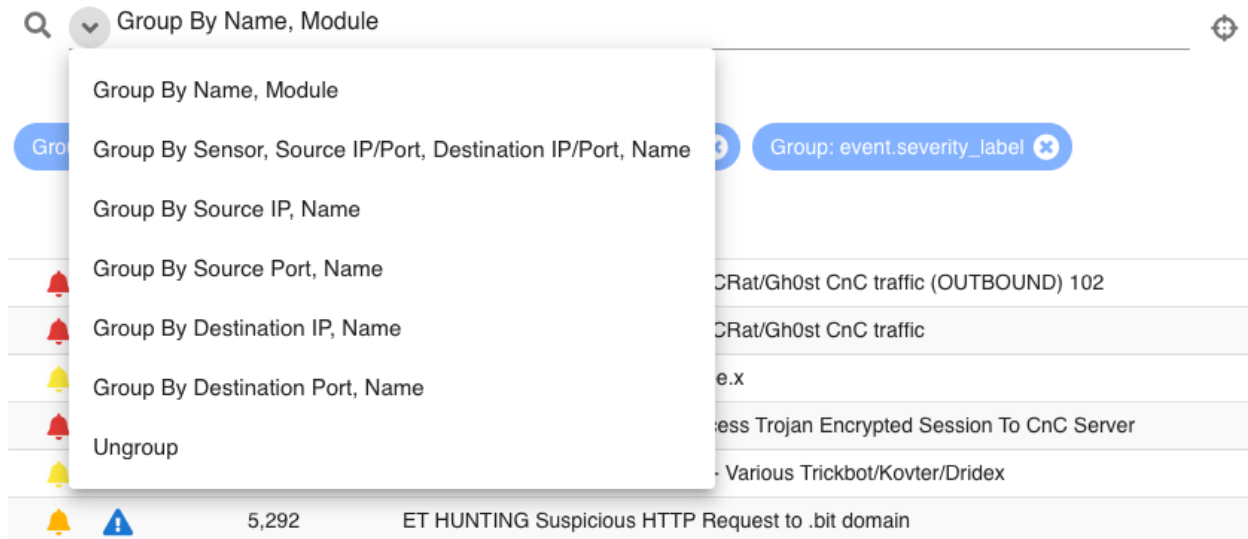 Group By Name, Module
Group By Name, Module
Group By Sensor, Source IP/Port, Destination IP/Port, Name
Group: event.severity_label
Group By Source IP, Name
Group By Source Port, Name
CRat/Gh0st CnC traffic (OUTBOUND) 102
Group By Destination IP, Name
CRat/Gh0st CnC traffic
e.x
Group By Destination Port, Name
cess Trojan Encrypted Session To CnC Server
Ungroup
- Various Trickbot/Kovter/Dridex
5,292 ET HUNTING Suspicious HTTP Request to .bit domain